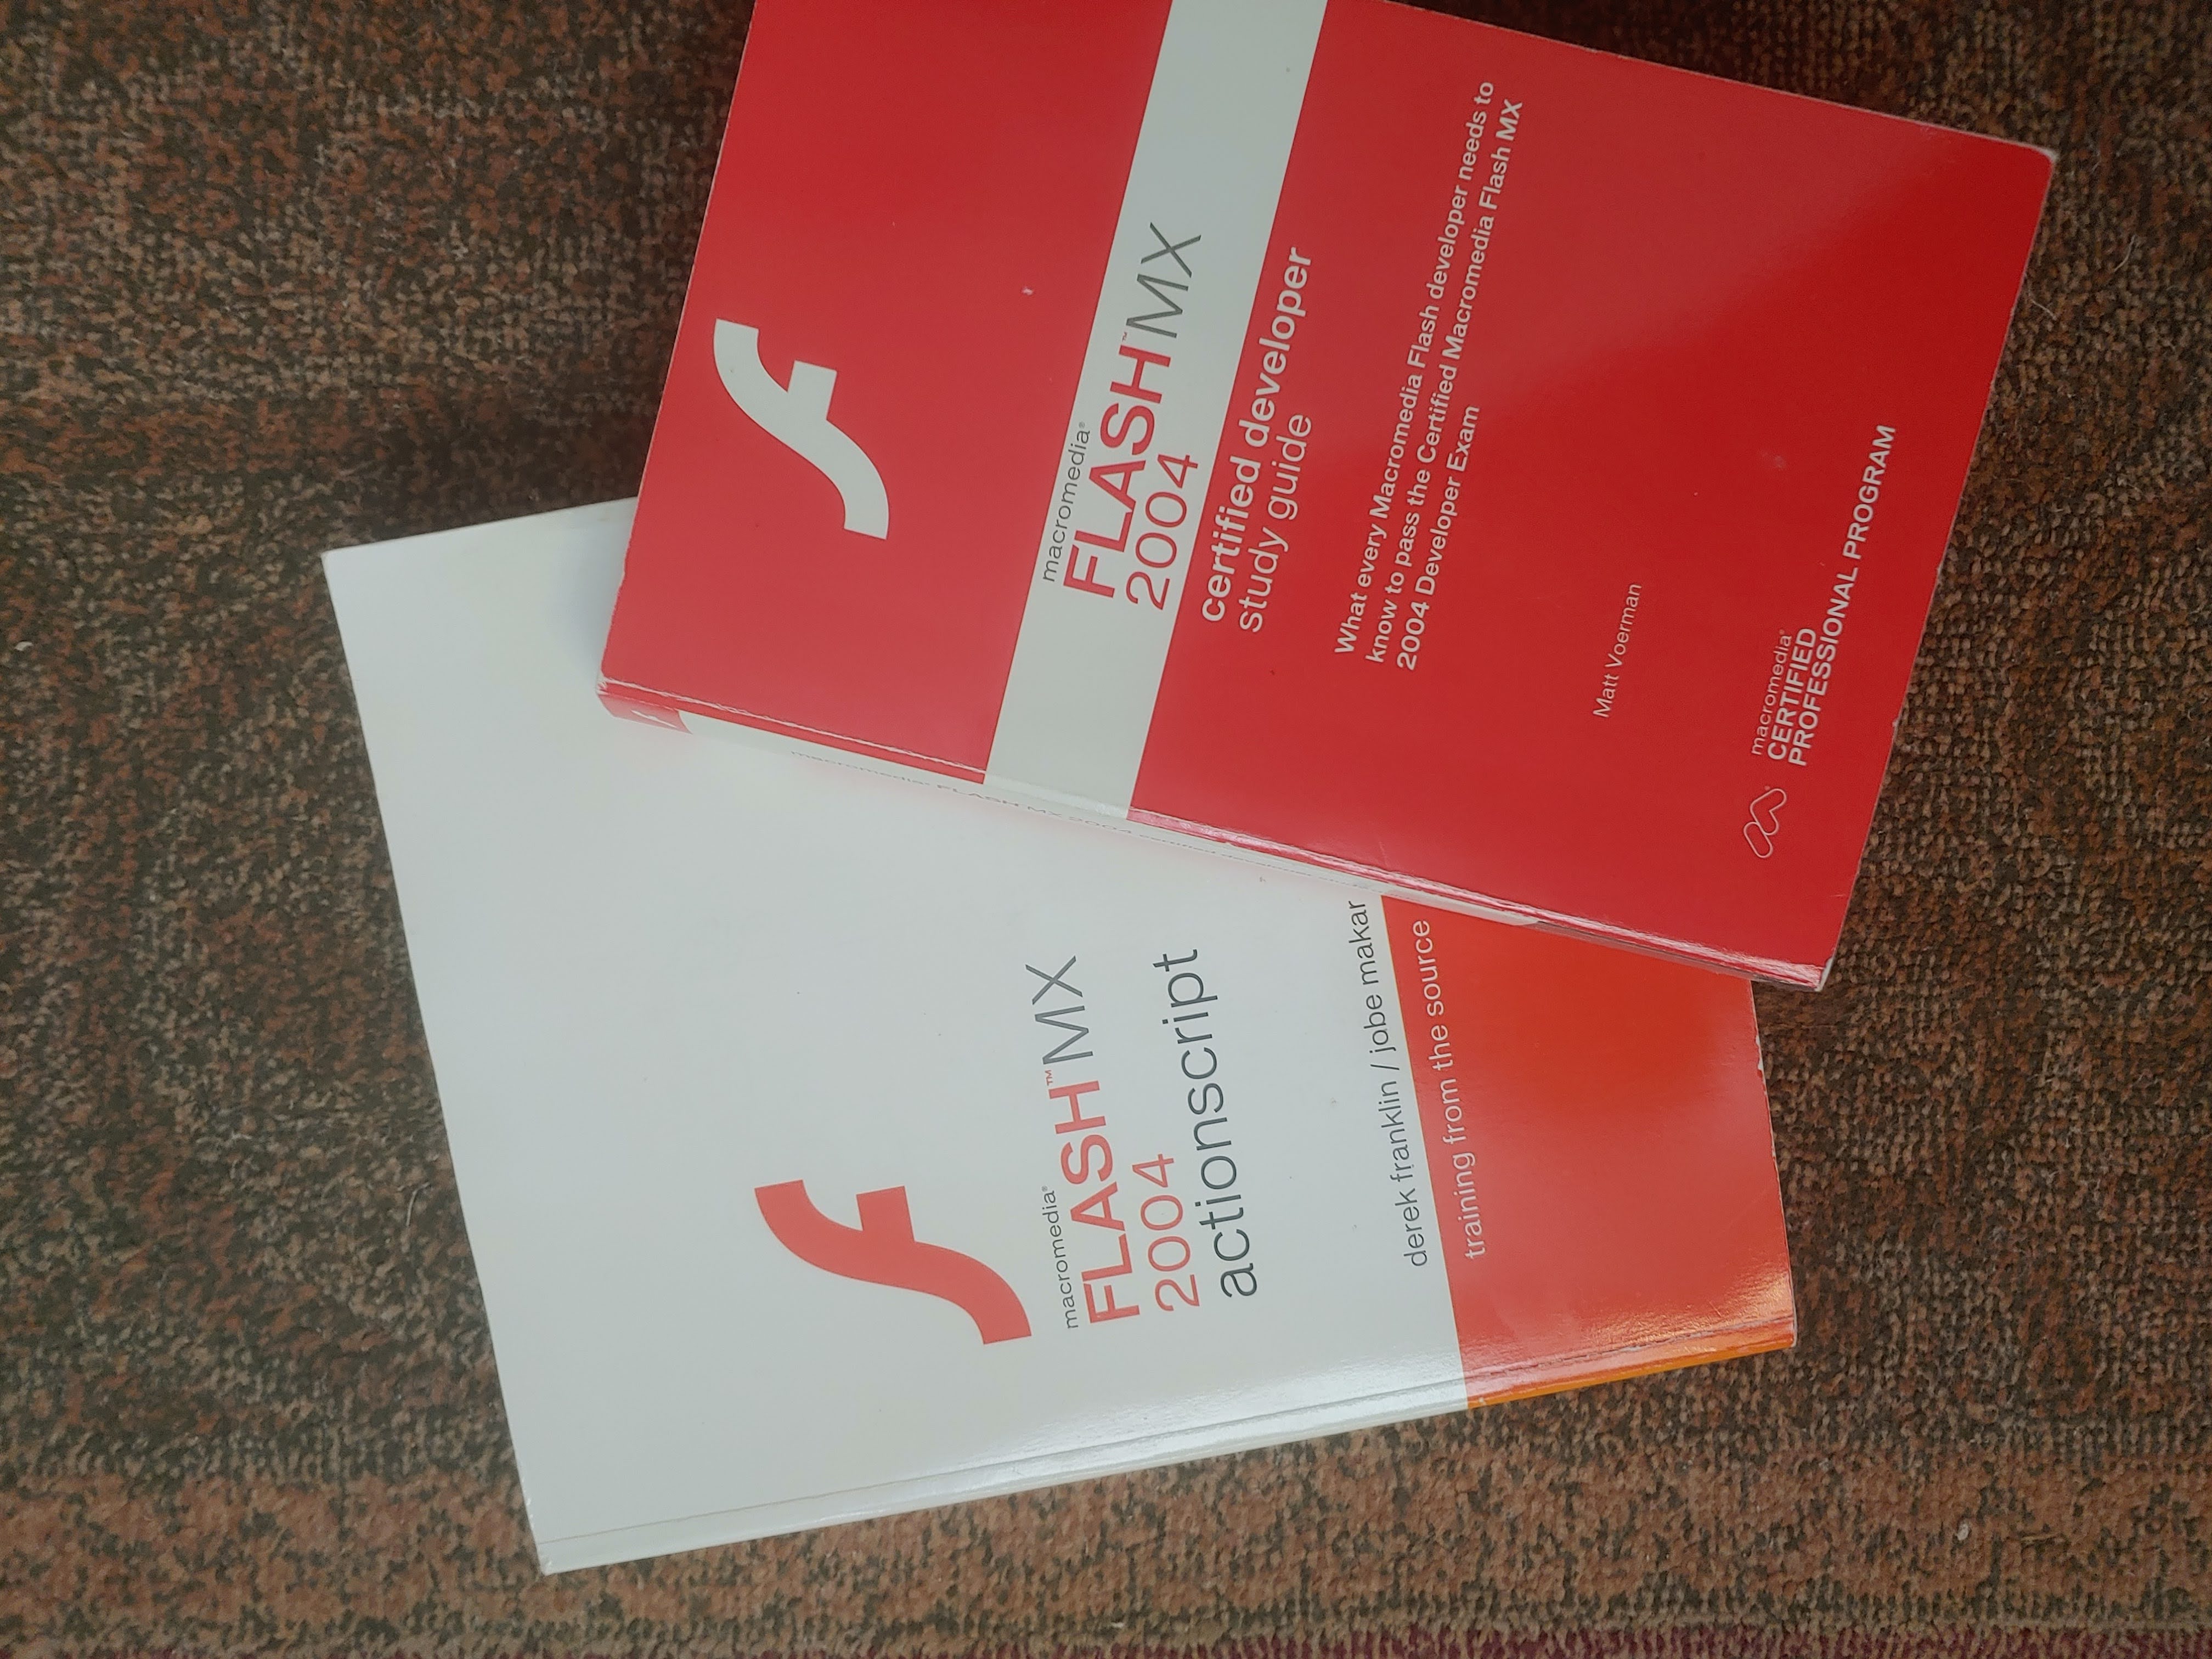 macromedia®
FLASH™MX
2004
actionscript
derek franklin / jobe makar
training from the source
macromedia®
FLASH™MX
2004
certified developer
study guide
What every Macromedia Flash developer needs to
know to pass the Certified Macromedia Flash MX
2004 Developer Exam
Matt Voerman
macromedia®
CERTIFIED
PROFESSIONAL PROGRAM